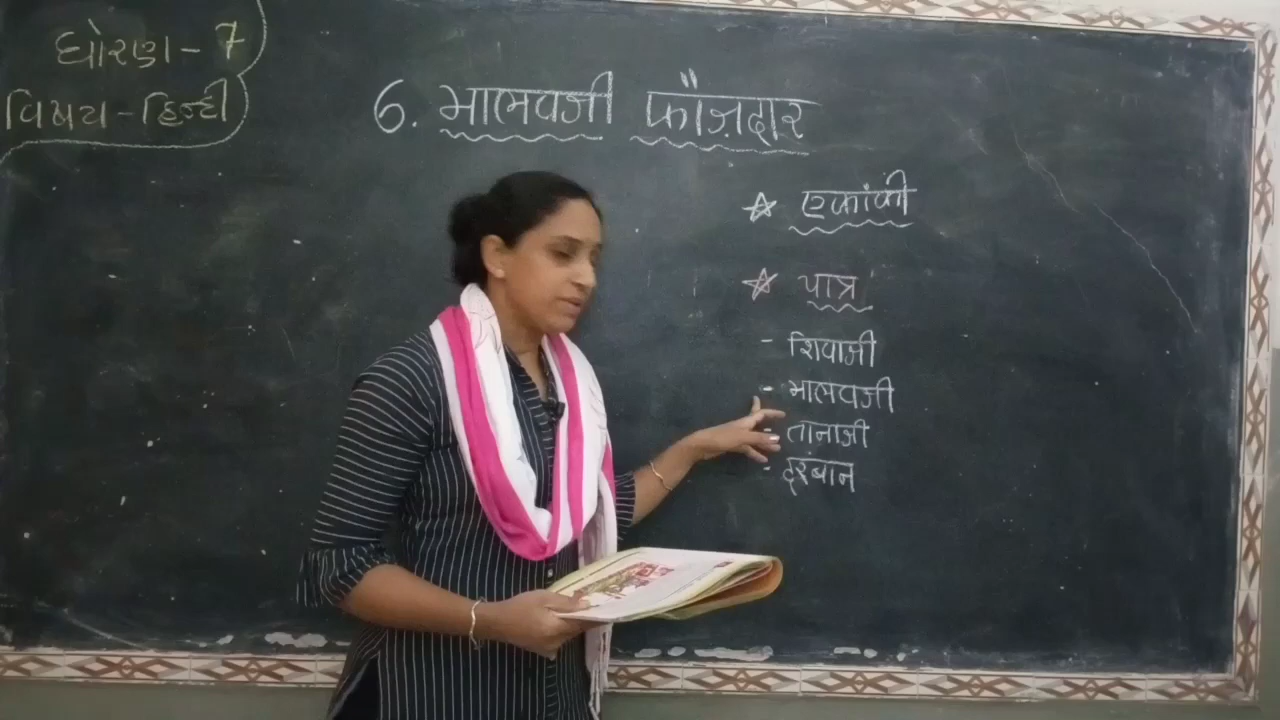 ધોરણ - 7
વિષય - હિન્દી
6. मालवजी फौज़दार
☆ एकांकी
☆ पात्र
- शिवाजी
- मालवजी
- तानाजी
- दरबान